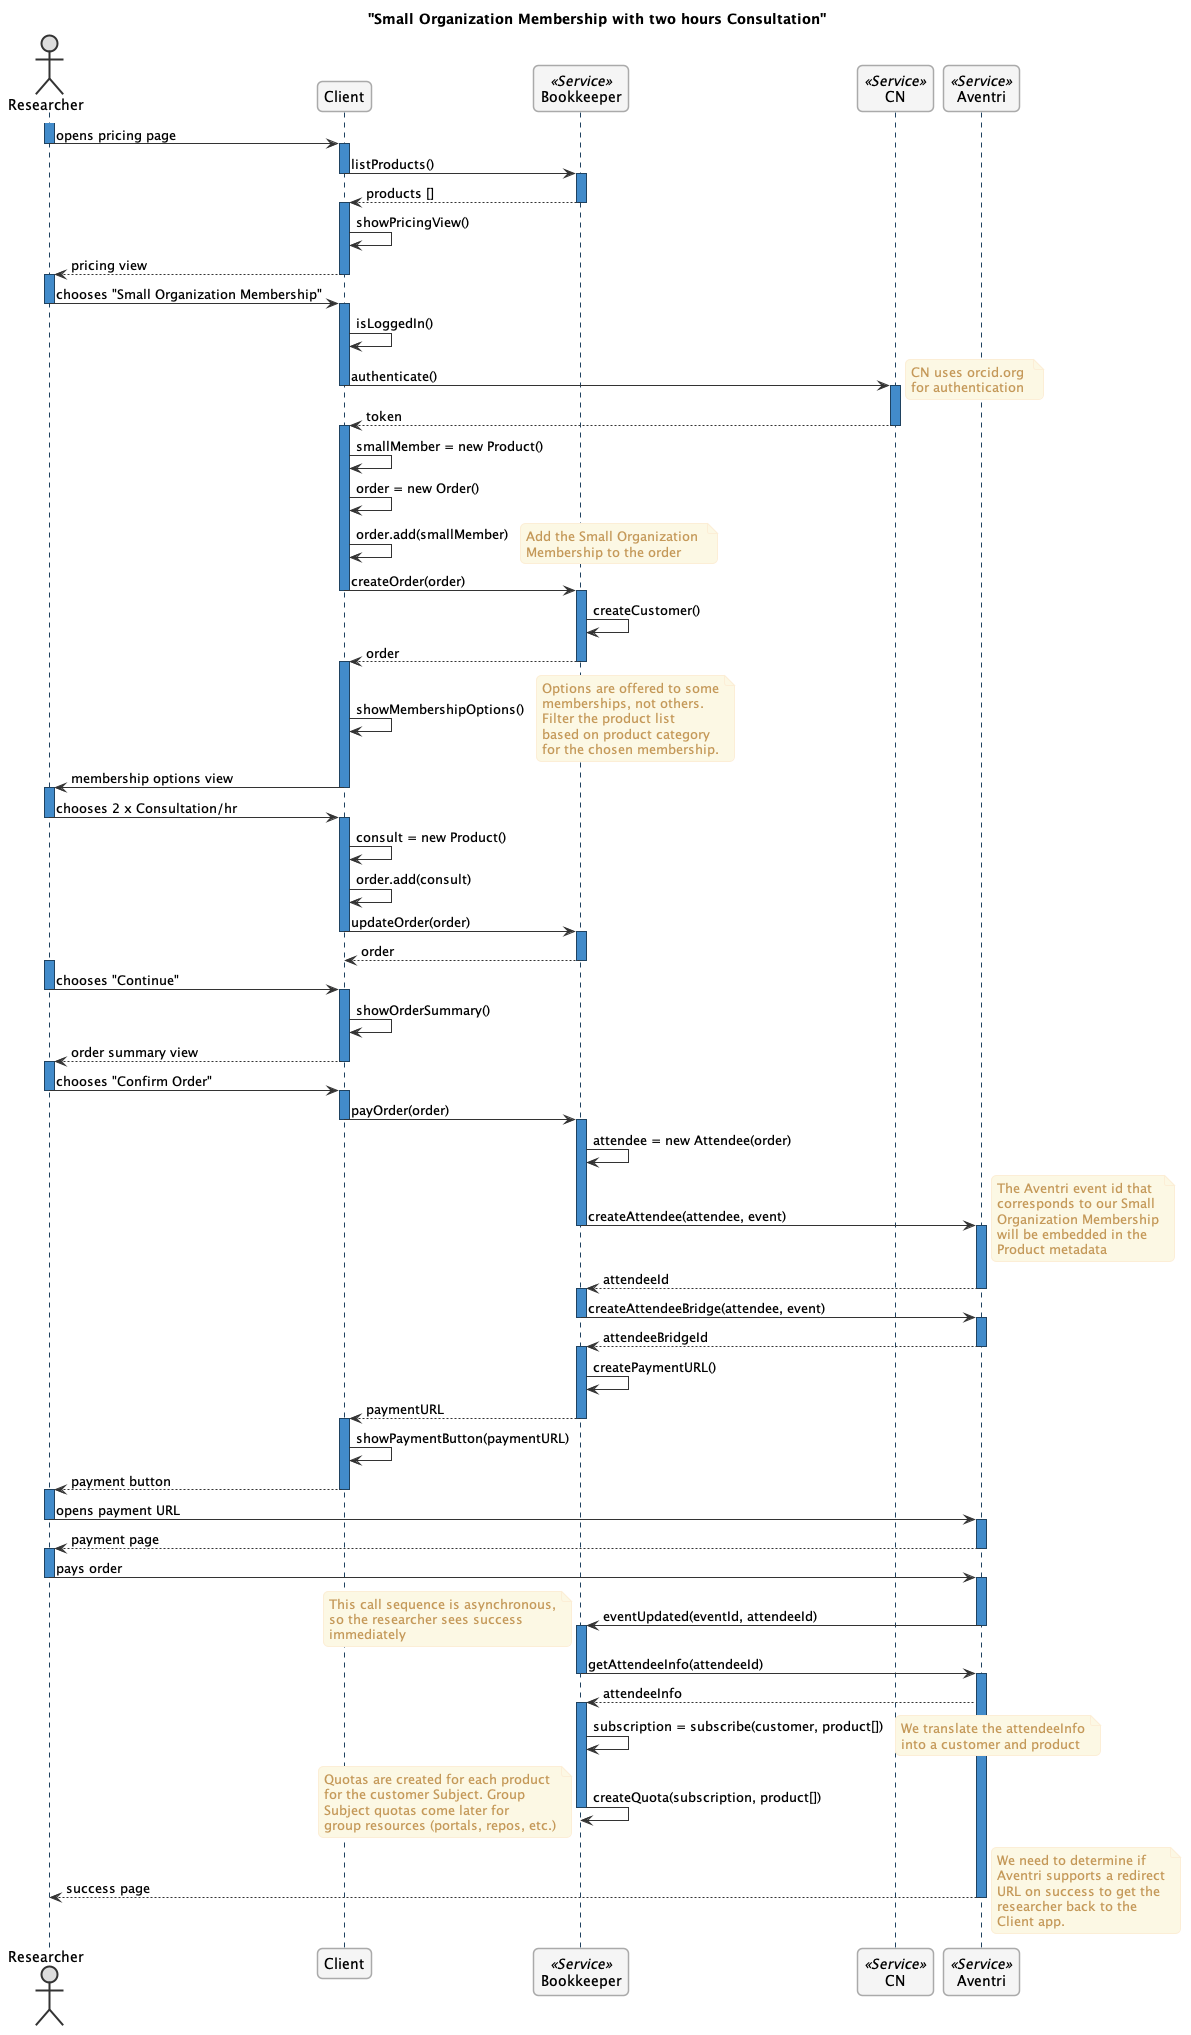 "Small Organization Membership with two hours Consultation"
Researcher
Client
«Service»
Bookkeeper
«Service»
CN
«Service»
Aventri
opens pricing page
listProducts()
products []
showPricingView()
pricing view
chooses "Small Organization Membership"
isLoggedIn()
authenticate()
CN uses orcid.org
for authentication
token
smallMember = new Product()
order = new Order()
order.add(smallMember)
Add the Small Organization
Membership to the order
createOrder(order)
createCustomer()
order
showMembershipOptions()
Options are offered to some
memberships, not others.
Filter the product list
based on product category
for the chosen membership.
membership options view
chooses 2 x Consultation/hr
consult = new Product()
order.add(consult)
updateOrder(order)
order
chooses "Continue"
showOrderSummary()
order summary view
chooses "Confirm Order"
payOrder(order)
attendee = new Attendee(order)
createAttendee(attendee, event)
The Aventri event id that
corresponds to our Small
Organization Membership
will be embedded in the
Product metadata
attendeeId
createAttendeeBridge(attendee, event)
attendeeBridgeId
createPaymentURL()
paymentURL
showPaymentButton(paymentURL)
payment button
opens payment URL
payment page
pays order
This call sequence is asynchronous,
so the researcher sees success
immediately
eventUpdated(eventId, attendeeId)
getAttendeeInfo(attendeeId)
attendeeInfo
subscription = subscribe(customer, product[])
We translate the attendeeInfo
into a customer and product
Quotas are created for each product
for the customer Subject. Group
Subject quotas come later for
group resources (portals, repos, etc.)
createQuota(subscription, product[])
We need to determine if
Aventri supports a redirect
URL on success to get the
researcher back to the
Client app.
success page
Researcher
Client
«Service»
Bookkeeper
«Service»
CN
«Service»
Aventri